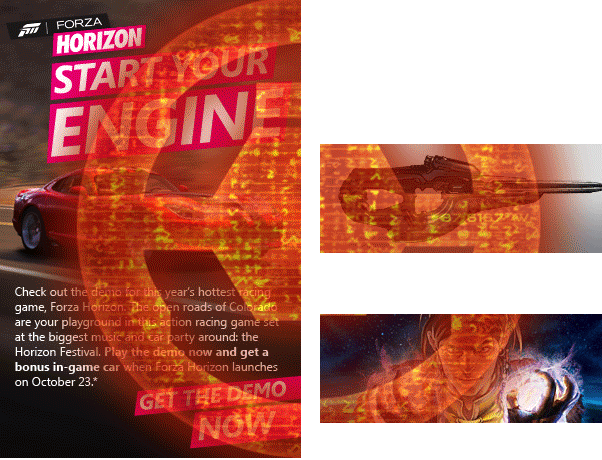 FORZA
HORIZON
START YOUR
ENGINE
Check out the demo for this year's hottest racing
game, Forza Horizon. The open roads of Colorado
are your playground in this action racing game set
at the biggest music and car party around: the
Horizon Festival. Play the demo now and get a
bonus in-game car when Forza Horizon launches
on October 23.*
GET THE DEMO
NOW